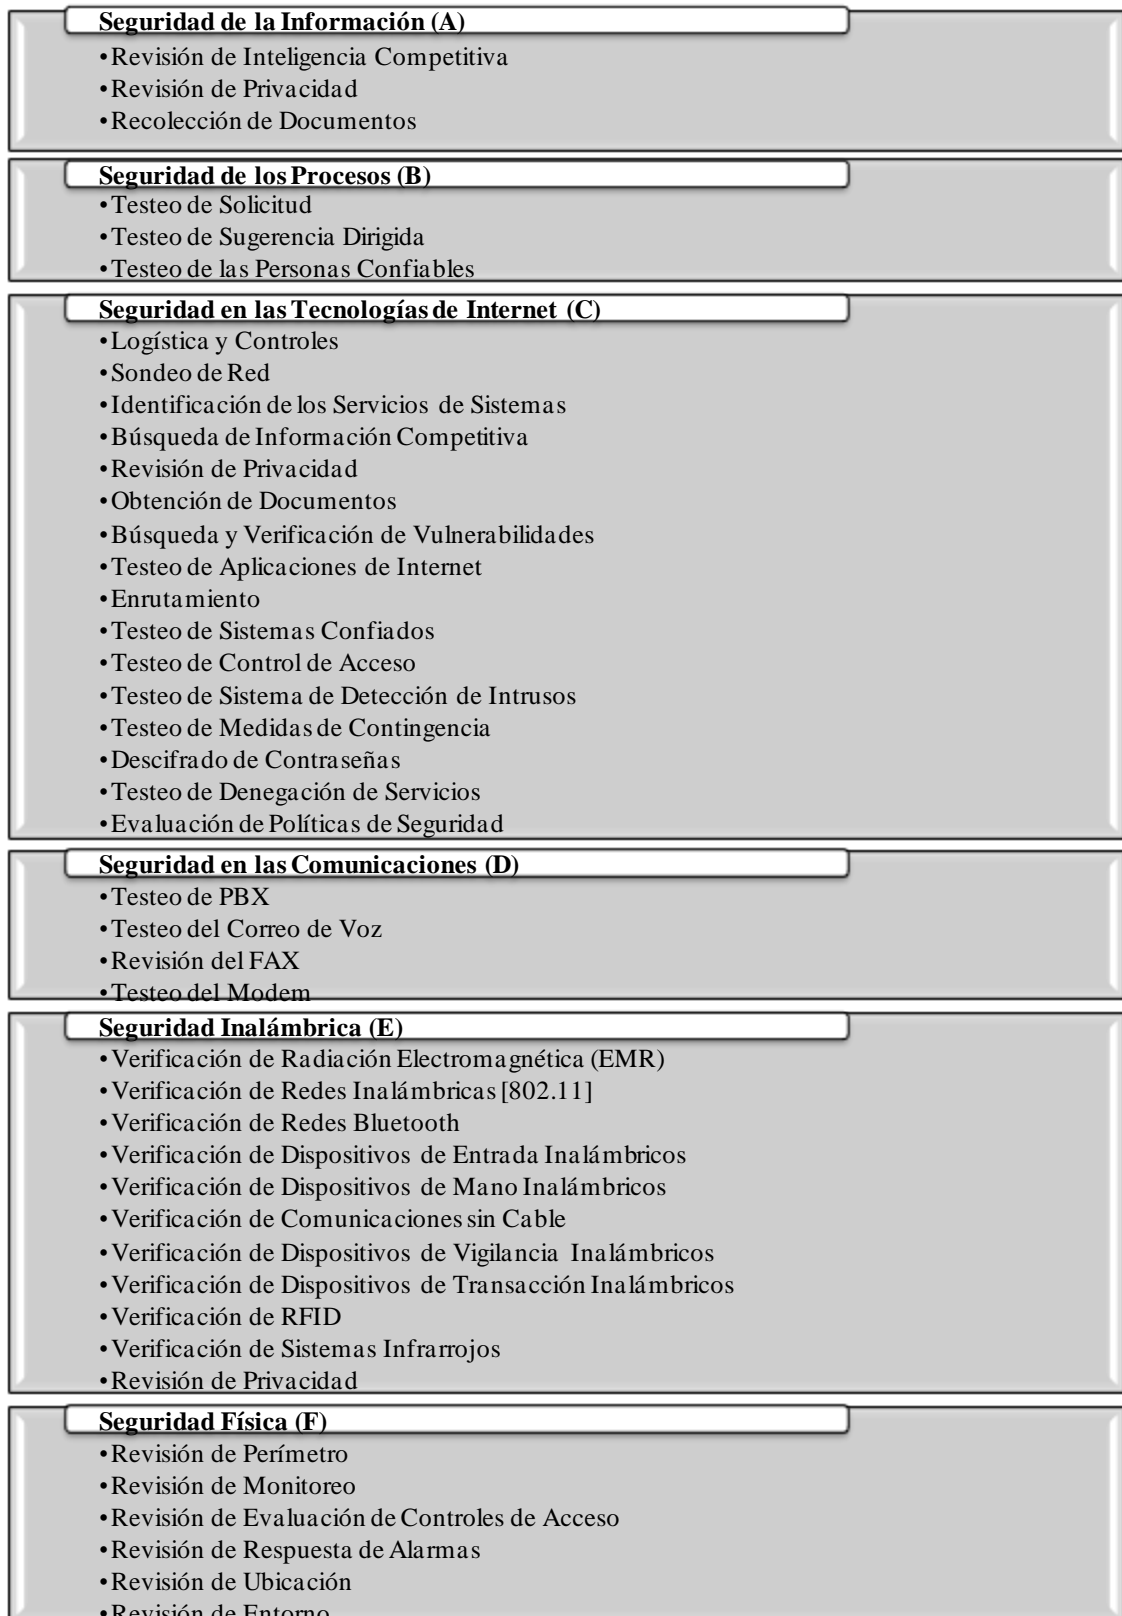 Seguridad de la Información (A)
•Revisión de Inteligencia Competitiva
•Revisión de Privacidad
•Recolección de Documentos
Seguridad de los Procesos (B)
•Testeo de Solicitud
•Testeo de Sugerencia Dirigida
•Testeo de las Personas Confiables
Seguridad en las Tecnologías de Internet (C)
•Logística y Controles
•Sondeo de Red
•Identificación de los Servicios de Sistemas
•Búsqueda de Información Competitiva
•Revisión de Privacidad
•Obtención de Documentos
•Búsqueda y Verificación de Vulnerabilidades
•Testeo de Aplicaciones de Internet
•Enrutamiento
•Testeo de Sistemas Confiados
•Testeo de Control de Acceso
•Testeo de Sistema de Detección de Intrusos
•Testeo de Medidas de Contingencia
•Descifrado de Contraseñas
•Testeo de Denegación de Servicios
•Evaluación de Políticas de Seguridad
Seguridad en las Comunicaciones (D)
•Testeo de PBX
•Testeo del Correo de Voz
•Revisión del FAX
•Testeo del Modem
Seguridad Inalámbrica (E)
•Verificación de Radiación Electromagnética (EMR)
•Verificación de Redes Inalámbricas [802.11]
•Verificación de Redes Bluetooth
•Verificación de Dispositivos de Entrada Inalámbricos
•Verificación de Dispositivos de Mano Inalámbricos
•Verificación de Comunicaciones sin Cable
•Verificación de Dispositivos de Vigilancia Inalámbricos
•Verificación de Dispositivos de Transacción Inalámbricos
•Verificación de RFID
•Verificación de Sistemas Infrarrojos
•Revisión de Privacidad
Seguridad Física (F)
•Revisión de Perímetro
•Revisión de Monitoreo
•Revisión de Evaluación de Controles de Acceso
•Revisión de Respuesta de Alarmas
•Revisión de Ubicación
•Revisión de Entorno